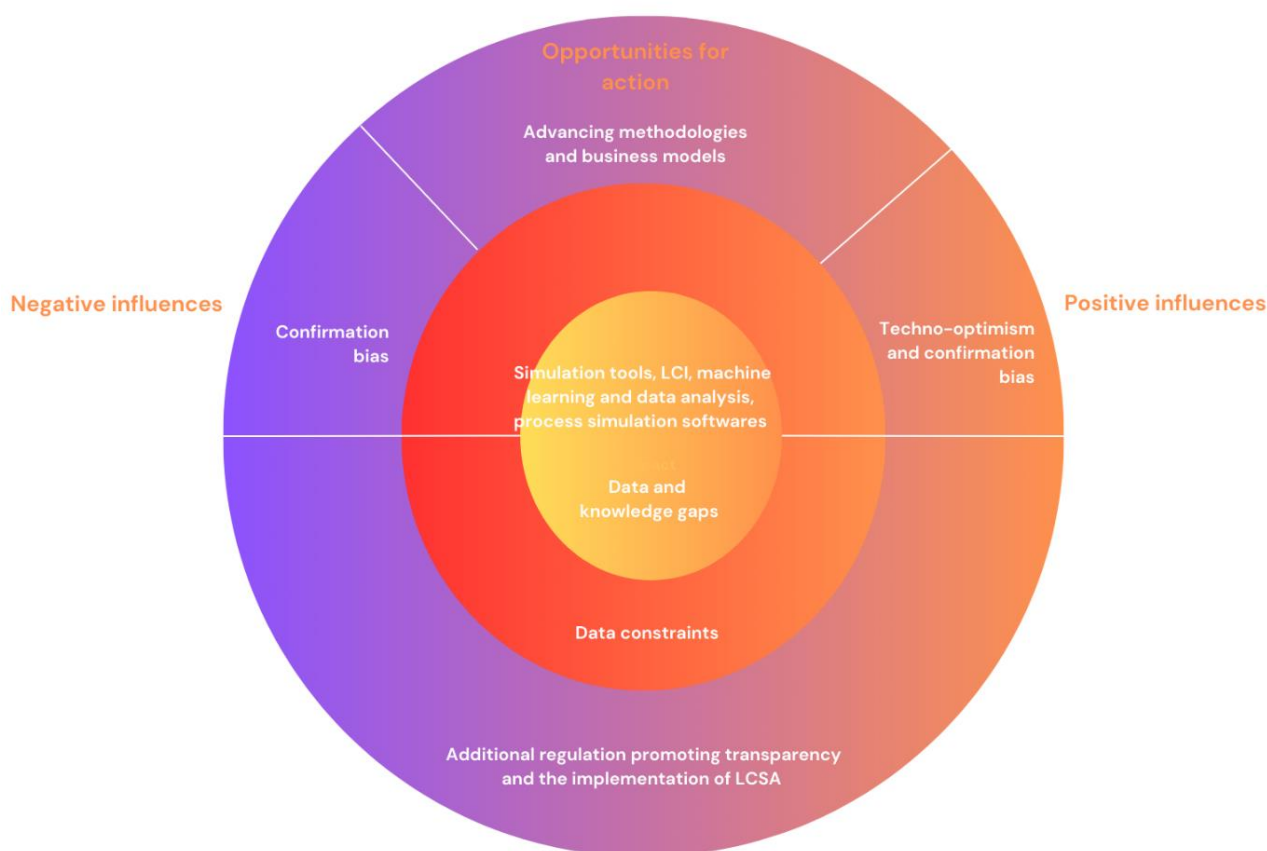 Opportunities for
action
Advancing methodologies
and business models
Negative influences
Positive influences
Confirmation
bias
Techno-optimism
and confirmation
bias
Simulation tools, LCI, machine
learning and data analysis,
process simulation softwares
Data and
knowledge gaps
Data constraints
Additional regulation promoting transparency
and the implementation of LCSA